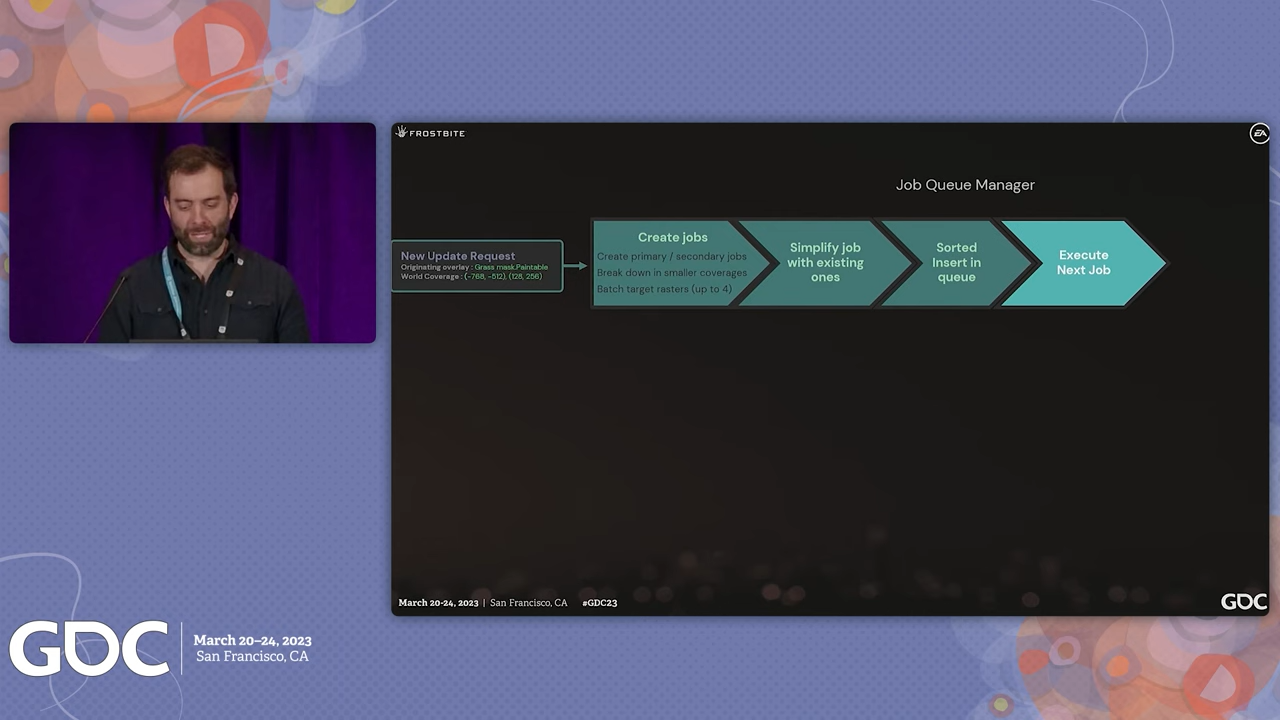 FROSTBITE
EA
Job Queue Manager
New Update Request
Originating overlay : Grass mask.Paintable
World Coverage : (-768, -512), (128, 256)
Create jobs
Create primary / secondary jobs
Break down in smaller coverages
Batch target rasters (up to 4)
Simplify job
with existing
ones
Sorted
Insert in
queue
Execute
Next Job
March 20-24, 2023 | San Francisco, CA #GDC23
GDC
GDC
March 20–24, 2023
San Francisco, CA